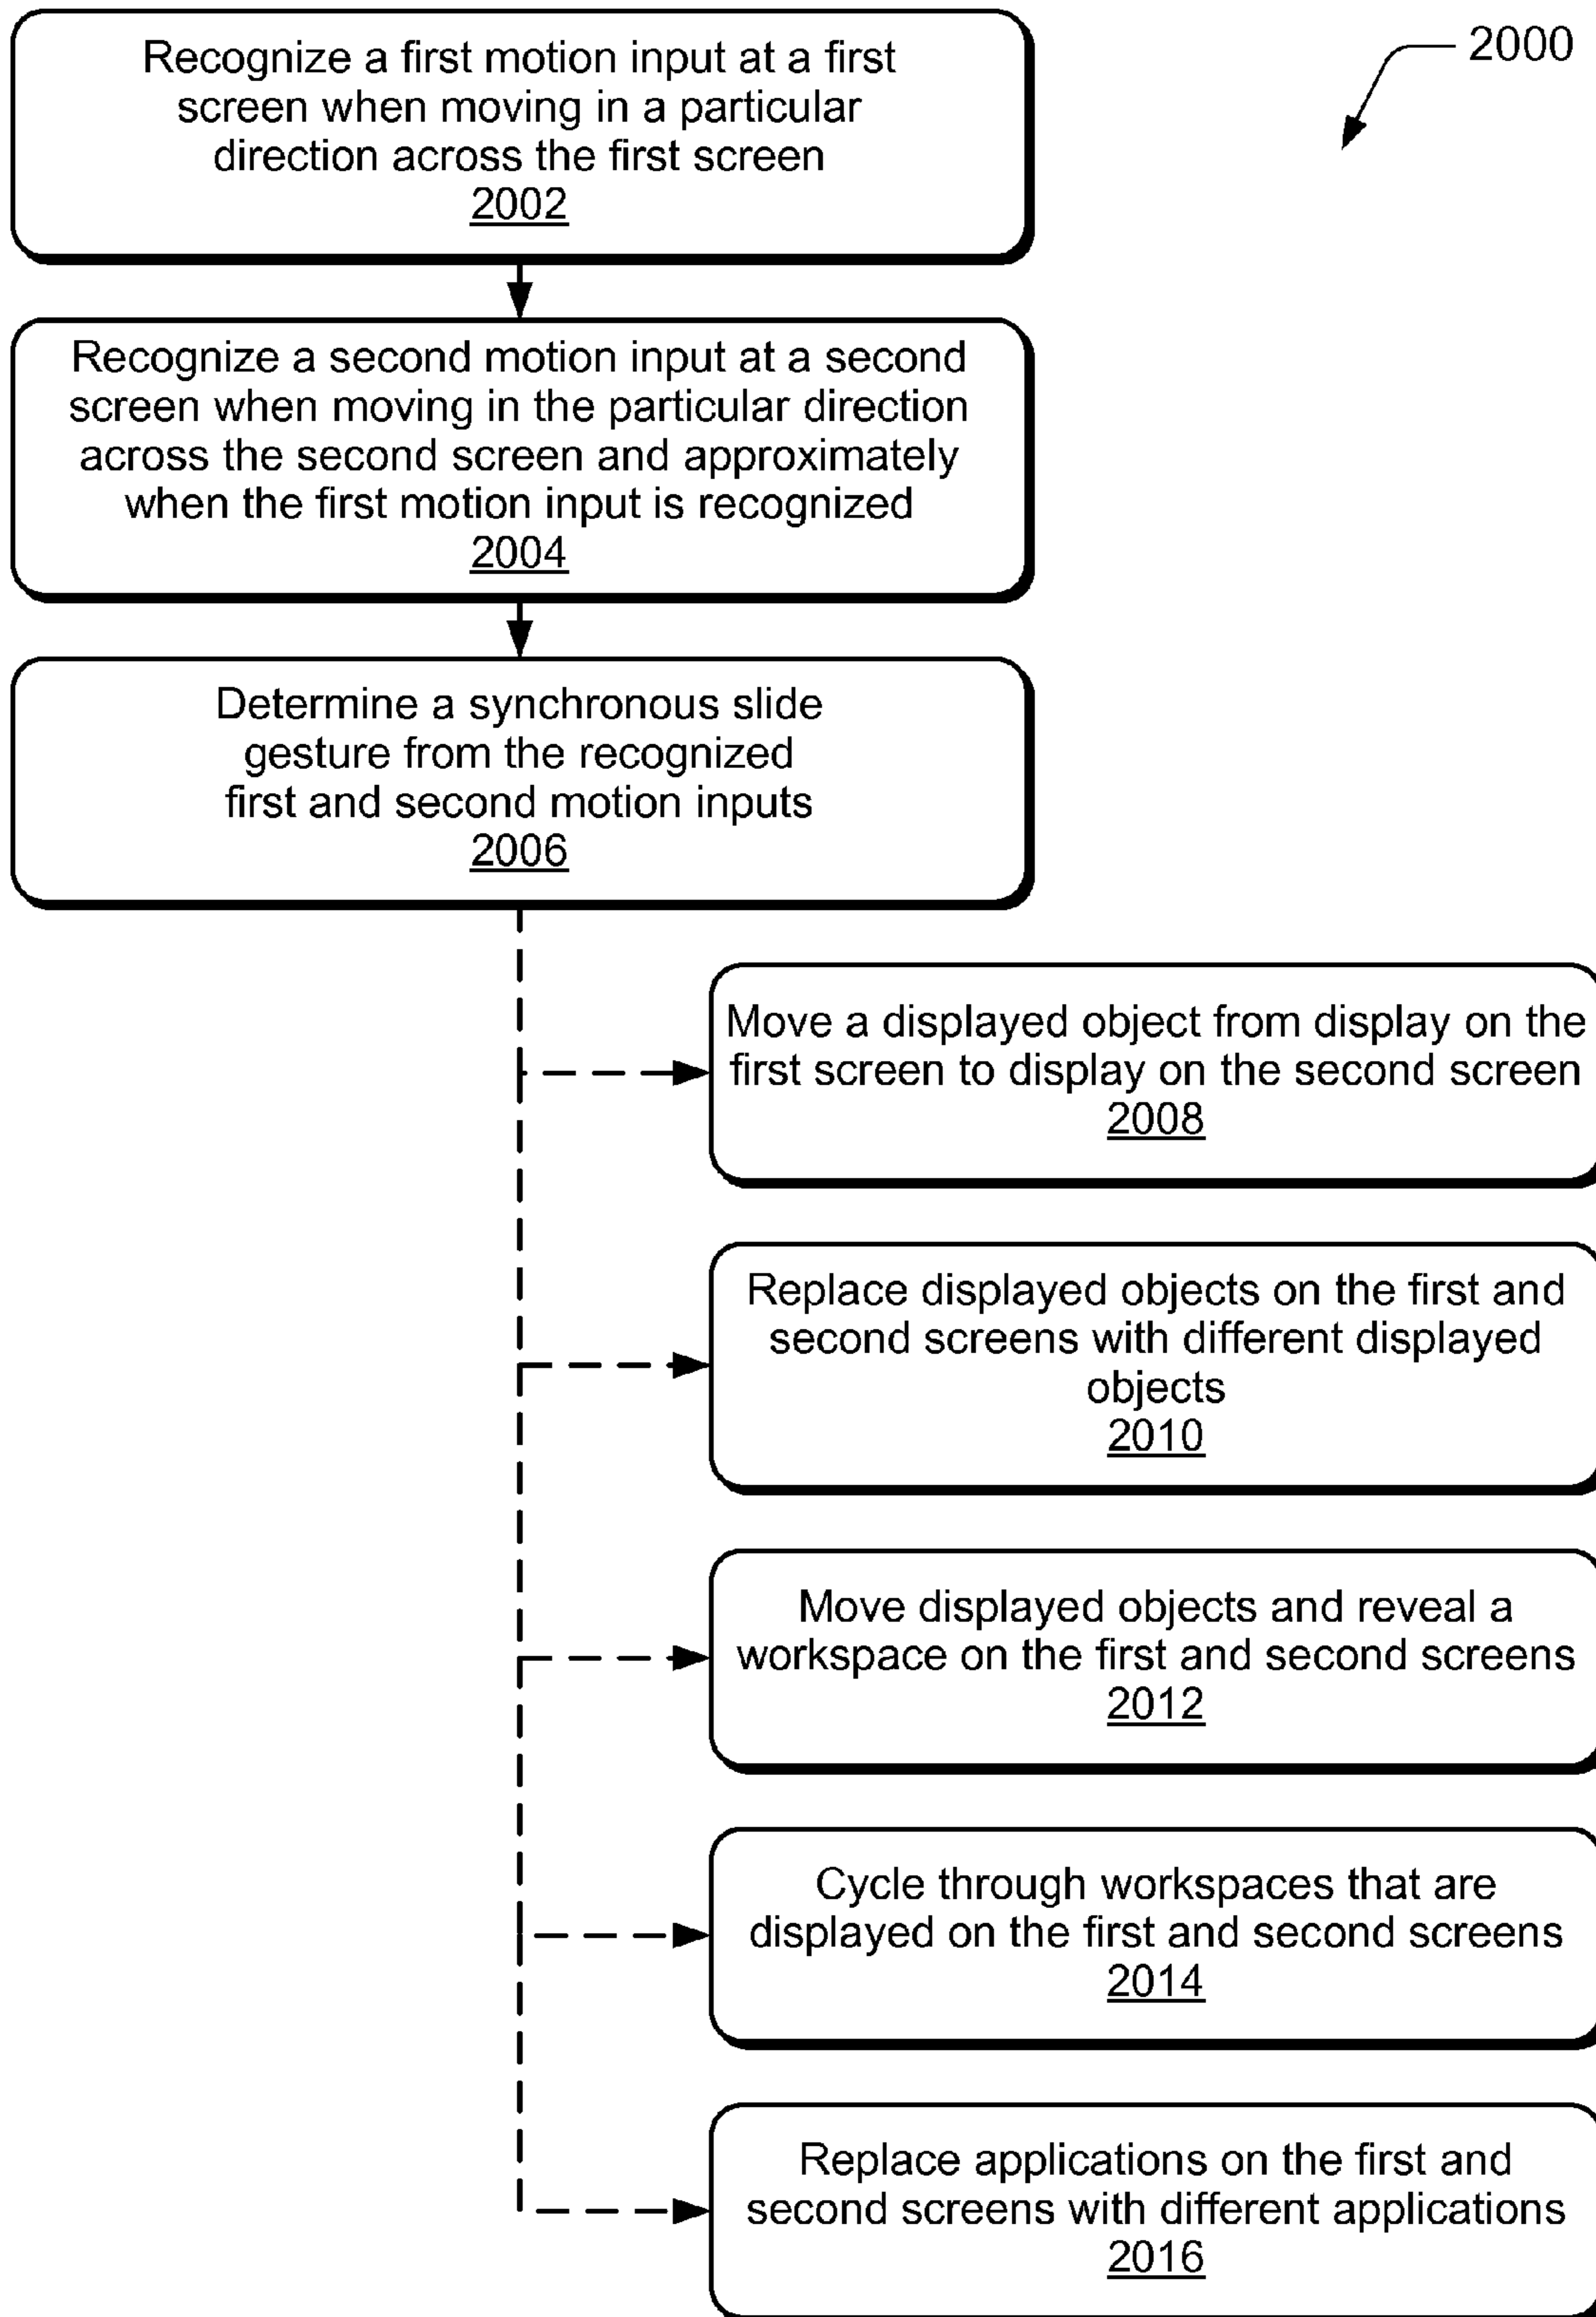 Recognize a first motion input at a first
screen when moving in a particular
direction across the first screen
2002
2000
Recognize a second motion input at a second
screen when moving in the particular direction
across the second screen and approximately
when the first motion input is recognized
2004
Determine a synchronous slide
gesture from the recognized
first and second motion inputs
2006
Move a displayed object from display on the
first screen to display on the second screen
2008
Replace displayed objects on the first and
second screens with different displayed
objects
2010
Move displayed objects and reveal a
workspace on the first and second screens
2012
Cycle through workspaces that are
displayed on the first and second screens
2014
Replace applications on the first and
second screens with different applications
2016